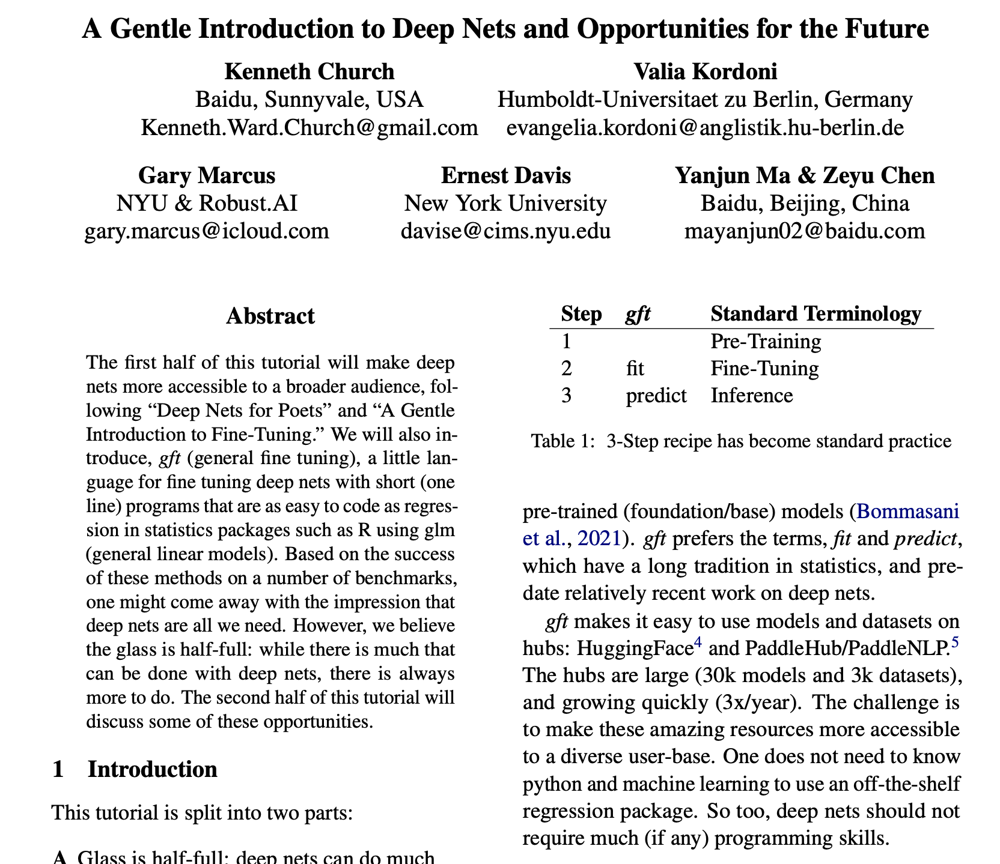 A Gentle Introduction to Deep Nets and Opportunities for the Future
Kenneth Church
Baidu, Sunnyvale, USA
Kenneth.Ward.Church@gmail.com
Valia Kordoni
Humboldt-Universitaet zu Berlin, Germany
evangelia.kordoni@anglistik.hu-berlin.de
Gary Marcus
NYU & Robust.AI
gary.marcus@icloud.com
Ernest Davis
New York University
davise@cims.nyu.edu
Yanjun Ma & Zeyu Chen
Baidu, Beijing, China
mayanjun02@baidu.com
Abstract
The first half of this tutorial will make deep
nets more accessible to a broader audience, fol-
lowing “Deep Nets for Poets” and “A Gentle
Introduction to Fine-Tuning.” We will also in-
troduce, gft (general fine tuning), a little lan-
guage for fine tuning deep nets with short (one
line) programs that are as easy to code as regres-
sion in statistics packages such as R using glm
(general linear models). Based on the success
of these methods on a number of benchmarks,
one might come away with the impression that
deep nets are all we need. However, we believe
the glass is half-full: while there is much that
can be done with deep nets, there is always
more to do. The second half of this tutorial will
discuss some of these opportunities.
1 Introduction
This tutorial is split into two parts:
A Glass is half-full: deep nets can do much
Step gft Standard Terminology
1 Pre-Training
2 fit Fine-Tuning
3 predict Inference
Table 1: 3-Step recipe has become standard practice
pre-trained (foundation/base) models (Bommasani
et al., 2021). gft prefers the terms, fit and predict,
which have a long tradition in statistics, and pre-
date relatively recent work on deep nets.
gft makes it easy to use models and datasets on
hubs: HuggingFace4 and PaddleHub/PaddleNLP.5
The hubs are large (30k models and 3k datasets),
and growing quickly (3x/year). The challenge is
to make these amazing resources more accessible
to a diverse user-base. One does not need to know
python and machine learning to use an off-the-shelf
regression package. So too, deep nets should not
require much (if any) programming skills.